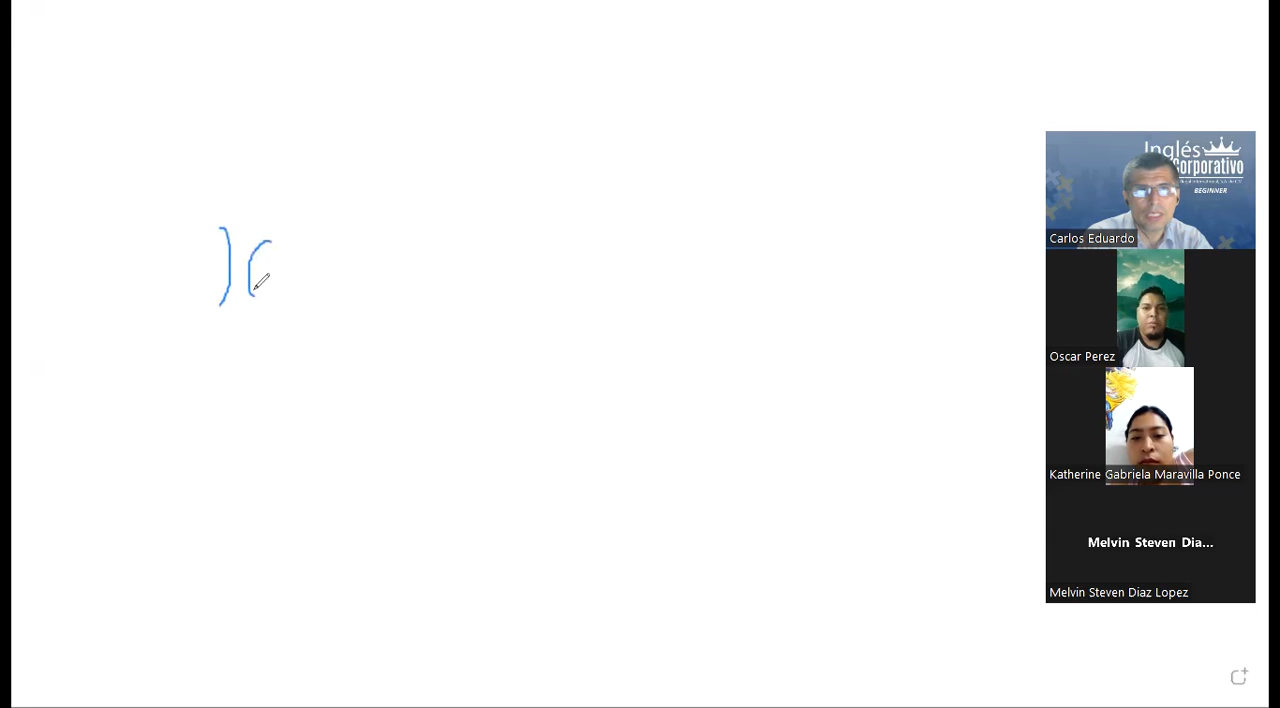 Inglés
Corporativo
BEGINNER
Carlos Eduardo
Oscar Perez
Katherine Gabriela Maravilla Ponce
Melvin Steven Dia...
Melvin Steven Diaz Lopez